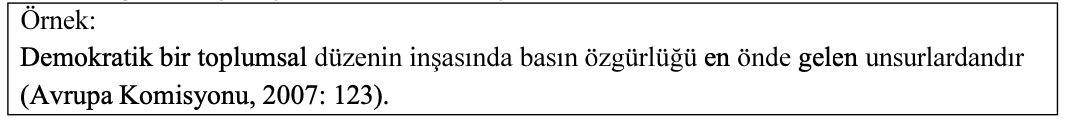 Örnek:
Demokratik bir toplumsal düzenin inşasında basın özgürlüğü en önde gelen unsurlardandır
(Avrupa Komisyonu, 2007: 123).